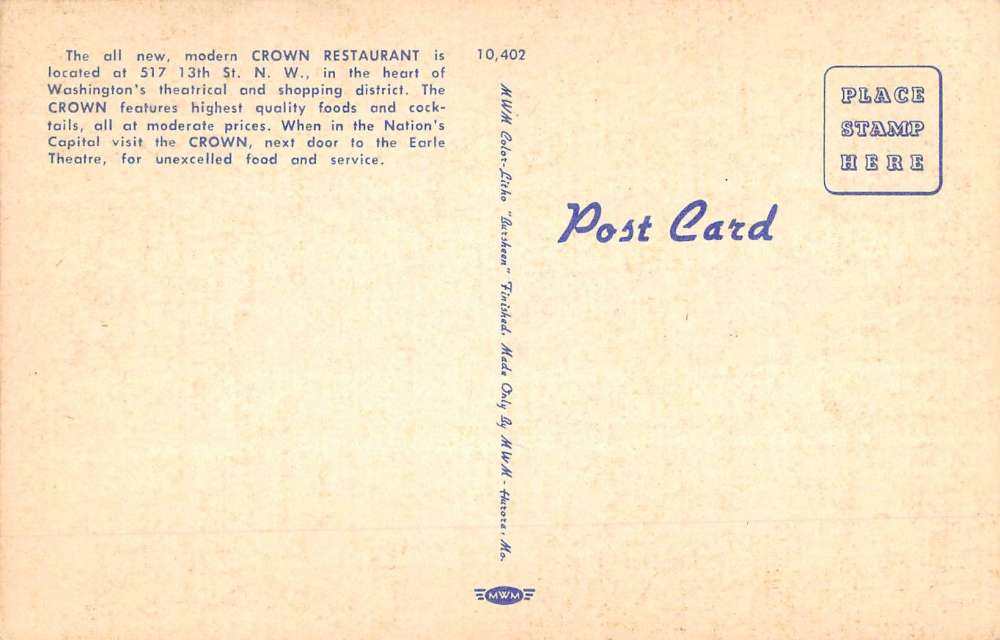 The all new, modern CROWN RESTAURANT is
located at 517 13th St. N. W., in the heart of
Washington's theatrical and shopping district. The
CROWN features highest quality foods and cock-
tails, all at moderate prices. When in the Nation's
Capital visit the CROWN, next door to the Earle
Theatre, for unexcelled food and service.
10,402
MWM Color-Litho "Bursheen" Finished, Made Only By MWM - Aurora, Mo.
MWM
Post Card
PLACE
STAMP
HERE